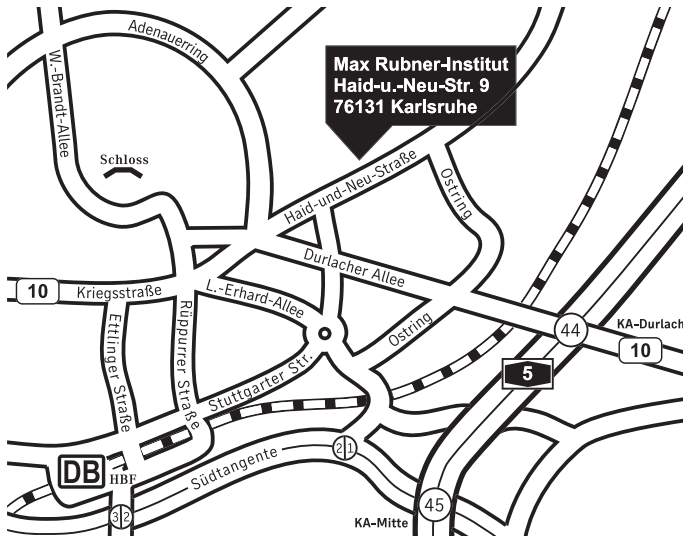 Adenauerring
W.-Brandt-Allee
Max Rubner-Institut
Haid-u.-Neu-Str. 9
76131 Karlsruhe
Schloss
Haid-und-Neu-Straße
Ostring
Durlacher Allee
10
Kriegsstraße
L.-Erhard-Allee
Ettlinger Straße
Rüppurrer Straße
Ostring
44
KA-Durlach
10
5
Stuttgarter Str.
DB
HBF
Südtangente
2 1
3 2
45
KA-Mitte